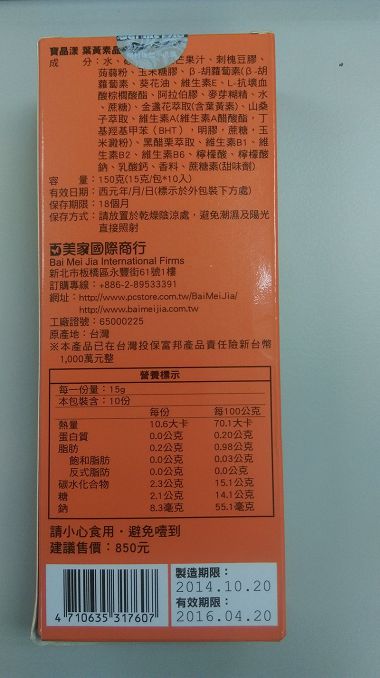 寶晶漾 葉黃素晶
成 分：水、
芒果汁、刺槐豆膠、
蒟蒻粉、玉米糖膠、β-胡蘿蔔素(β-胡
蘿蔔素、葵花油、維生素E、L-抗壞血
酸棕櫚酸酯、阿拉伯膠、麥芽糊精、水
、蔗糖)、金盞花萃取(含葉黃素)、山桑
子萃取、維生素A(維生素A醋酸酯，丁
基羥基甲苯（BHT），明膠，蔗糖，玉
米澱粉)、黑醋栗萃取、維生素B1、維
生素B2、維生素B6、檸檬酸、檸檬酸
鈉、乳酸鈣、香料、蔗糖素(甜味劑)
容 量：150克(15克/包*10入)
有效日期：西元年/月/日(標示於外包裝下方處)
保存期限：18個月
保存方式：請放置於乾燥陰涼處，避免潮濕及陽光
直接照射
美家國際商行
Bai Mei Jia International Firms
新北市板橋區永豐街61號1樓
訂購專線：+886-2-89533391
網址：http://www.pcstore.com.tw/BaiMeiJia/
http://www.baimeijia.com.tw
工廠證號：65000225
原產地：台灣
※本產品已在台灣投保富邦產品責任險新台幣
1,000萬元整
營養標示
每一份量：15g
本包裝含：10份
每份 每100公克
熱量 10.6大卡 70.1大卡
蛋白質 0.0公克 0.20公克
脂肪 0.2公克 0.98公克
飽和脂肪 0.0公克 0.03公克
反式脂肪 0.0公克 0.0公克
碳水化合物 2.3公克 15.1公克
糖 2.1公克 14.1公克
鈉 8.3毫克 55.1毫克
請小心食用，避免噎到
建議售價：850元
製造期限：
2014.10.20
有效期限：
2016.04.20
4 710635 317607